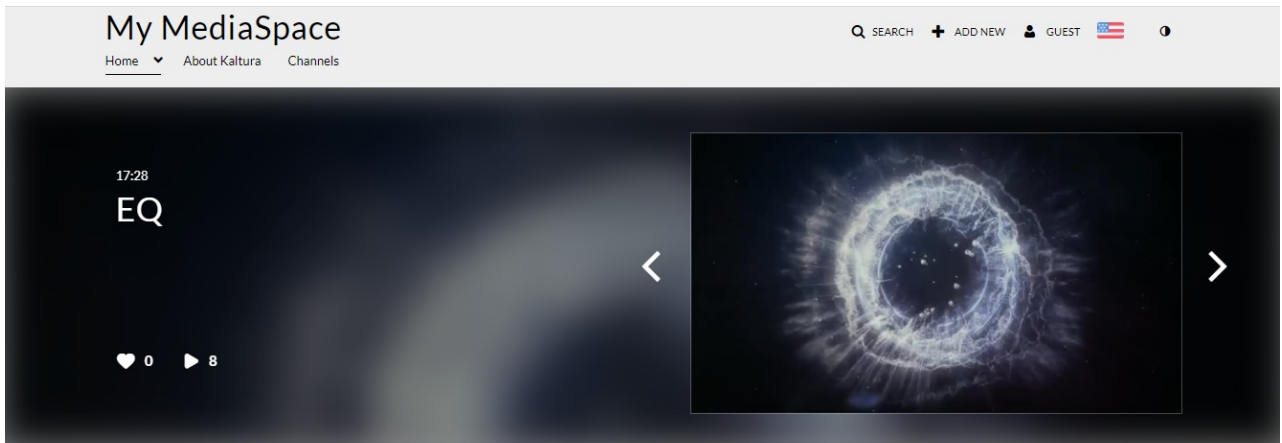 My MediaSpace
SEARCH ADD NEW GUEST
Home About Kaltura Channels
17:28
EQ
0 8